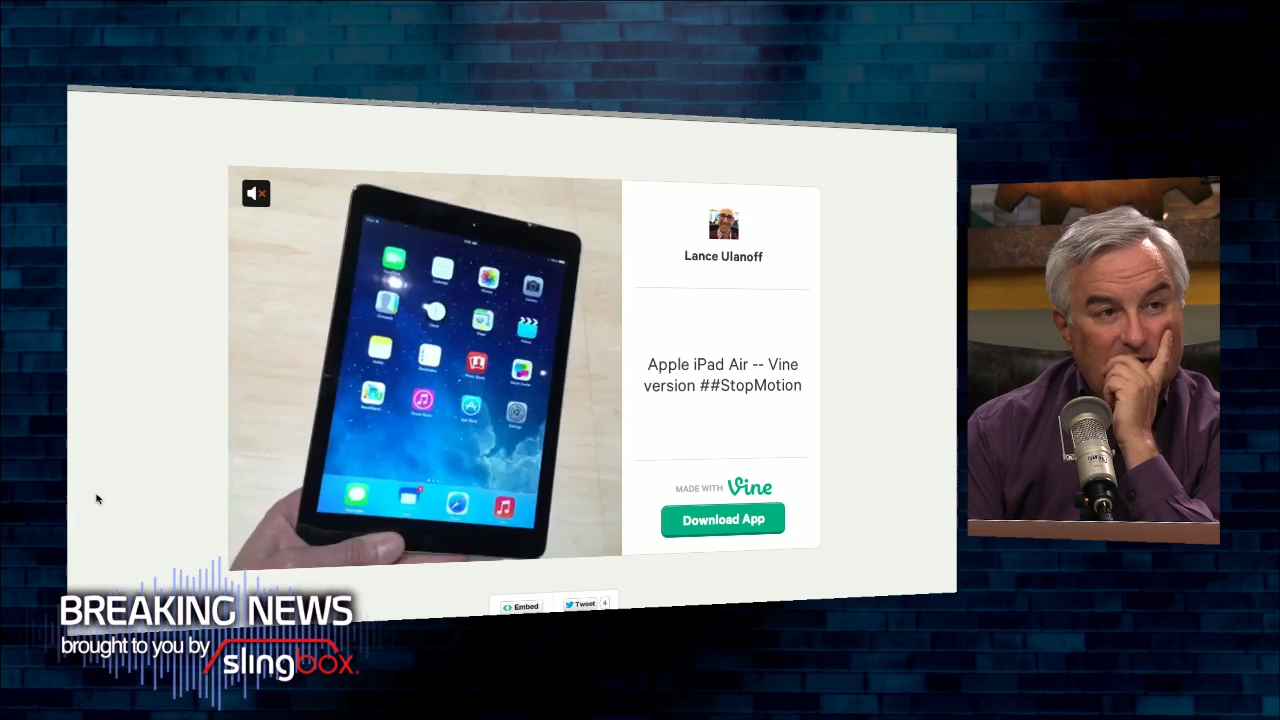 Lance Ulanoff
Apple iPad Air -- Vine
version ##StopMotion
MADE WITH Vine
Download App
Embed
Tweet 4
BREAKING NEWS
brought to you by
slingbox.